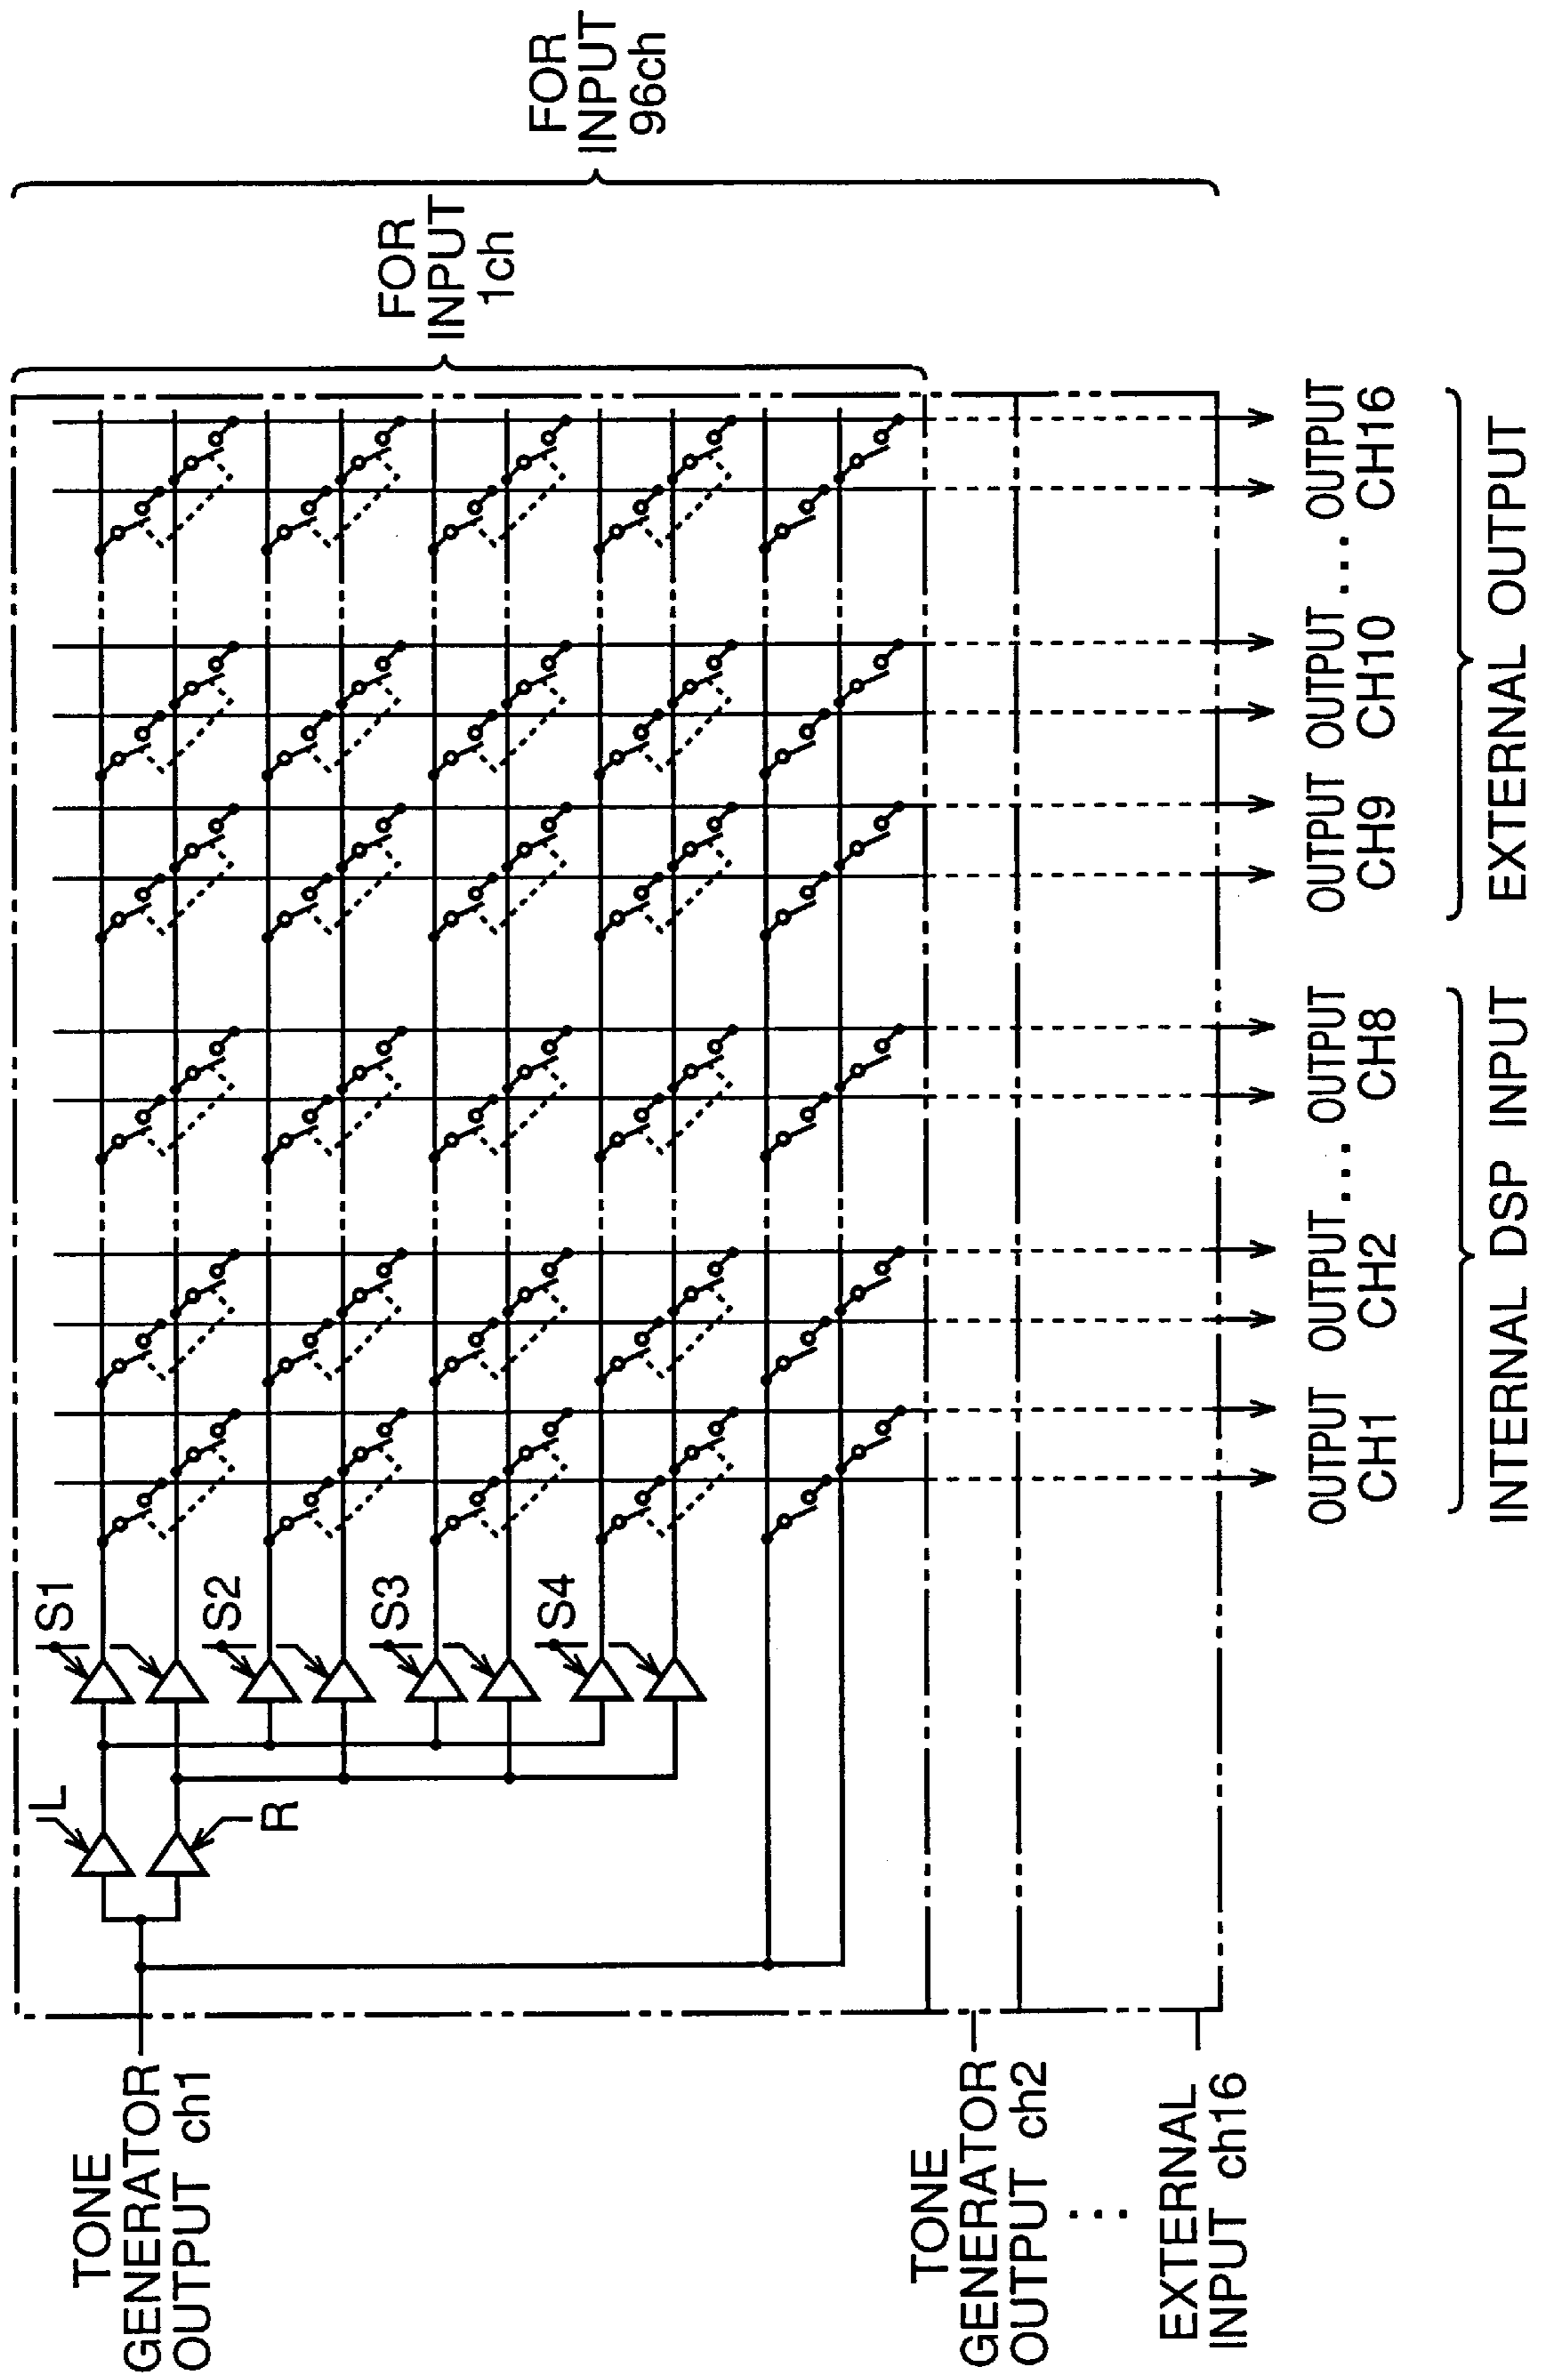 TONE
GENERATOR
OUTPUT ch1
L
R
S1
S2
S3
S4
FOR
INPUT
1ch
FOR
INPUT
96ch
TONE
GENERATOR
OUTPUT ch2
...
EXTERNAL
INPUT ch16
OUTPUT OUTPUT ... OUTPUT OUTPUT OUTPUT ... OUTPUT
CH1 CH2 CH8 CH9 CH10 CH16
INTERNAL DSP INPUT EXTERNAL OUTPUT